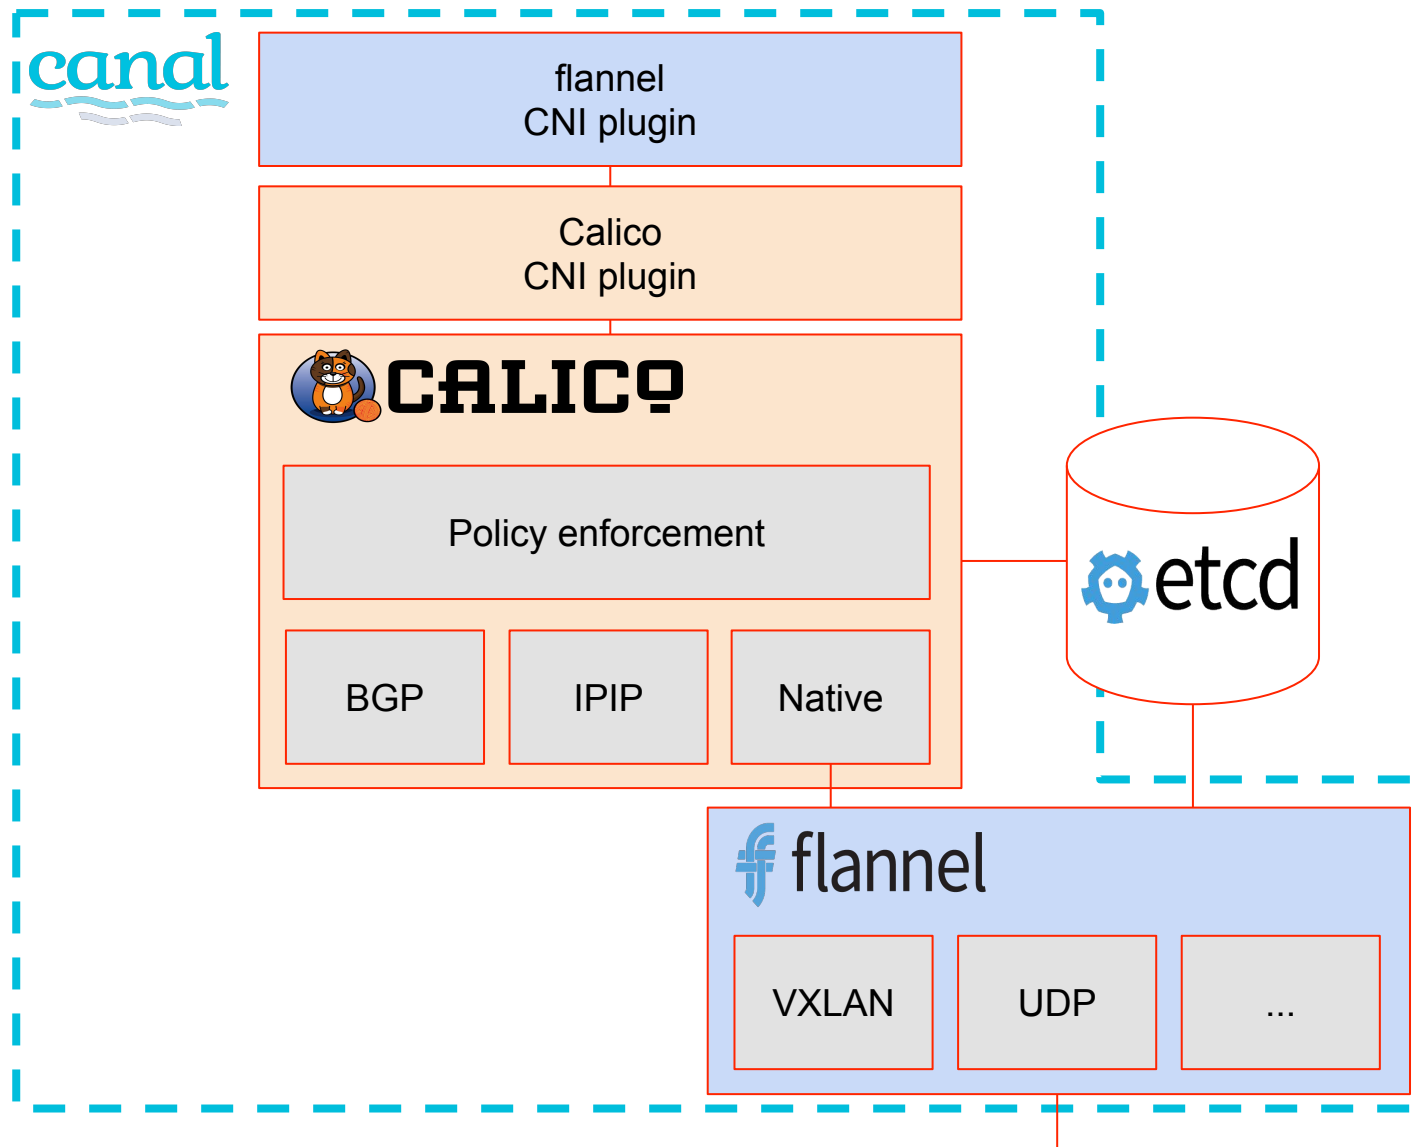 canal
flannel
CNI plugin
Calico
CNI plugin
CALICO
Policy enforcement
etcd
BGP
IPIP
Native
flannel
VXLAN
UDP
...